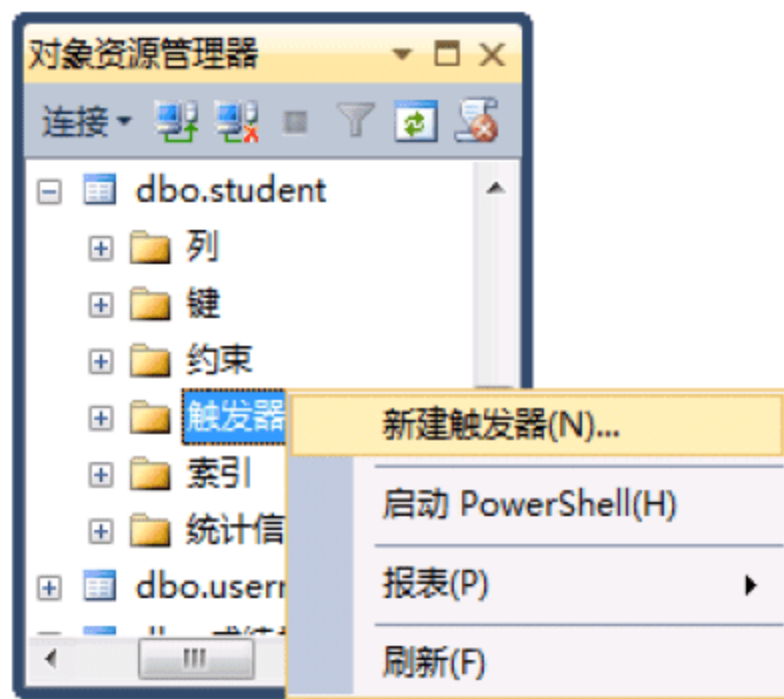 对象资源管理器
连接
dbo.student
列
键
约束
触发器
新建触发器(N)...
索引
启动 PowerShell(H)
统计信
dbo.usern
报表(P)
刷新(F)